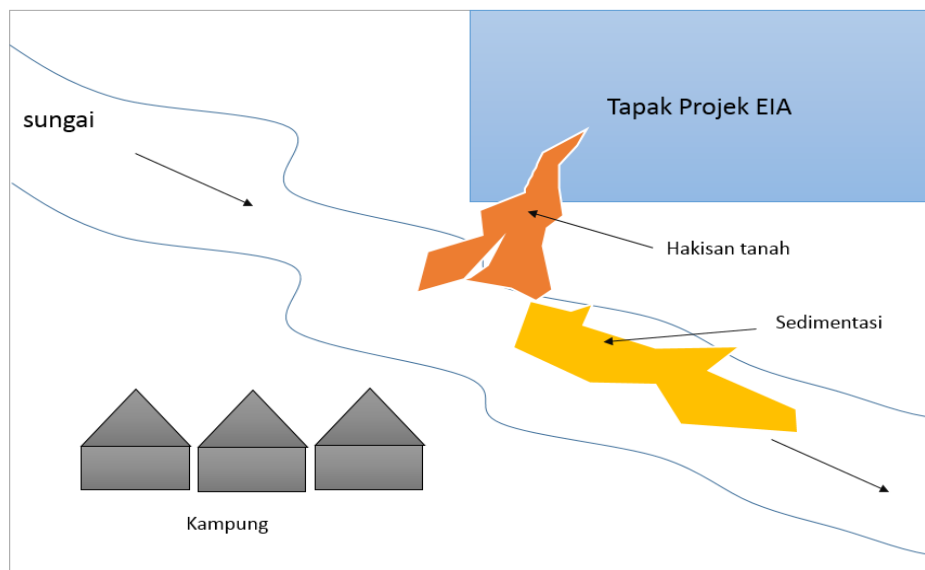 sungai
Tapak Projek EIA
Hakisan tanah
Sedimentasi
Kampung